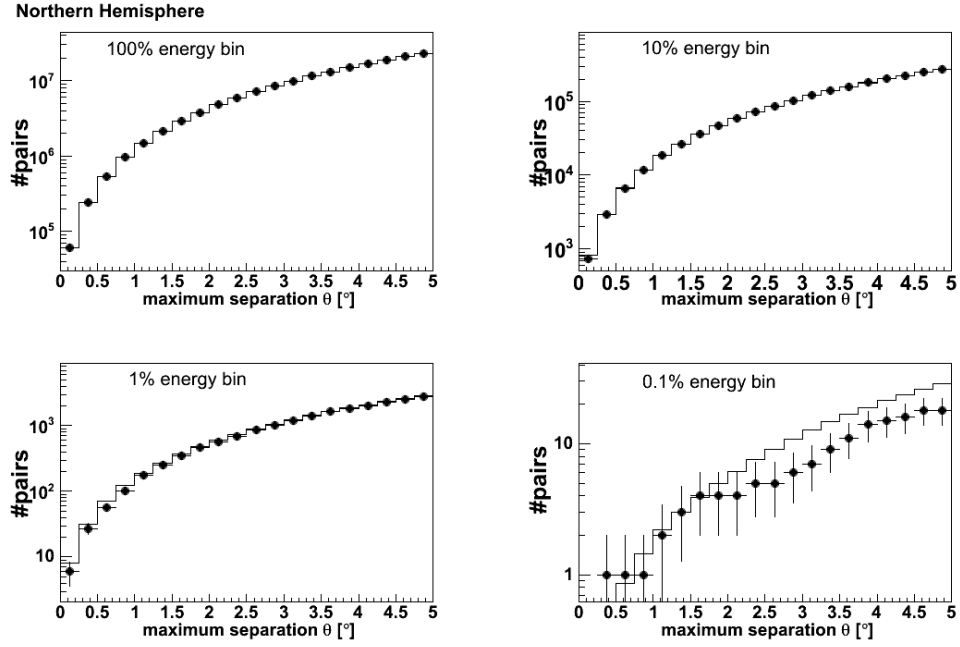 Northern Hemisphere
100% energy bin
#pairs
10^7
10^6
10^5
0 0.5 1 1.5 2 2.5 3 3.5 4 4.5 5
maximum separation θ [°]
10% energy bin
#pairs
10^5
10^4
10^3
0 0.5 1 1.5 2 2.5 3 3.5 4 4.5 5
maximum separation θ [°]
1% energy bin
#pairs
10^3
10^2
10
0 0.5 1 1.5 2 2.5 3 3.5 4 4.5 5
maximum separation θ [°]
0.1% energy bin
#pairs
10
1
0 0.5 1 1.5 2 2.5 3 3.5 4 4.5 5
maximum separation θ [°]